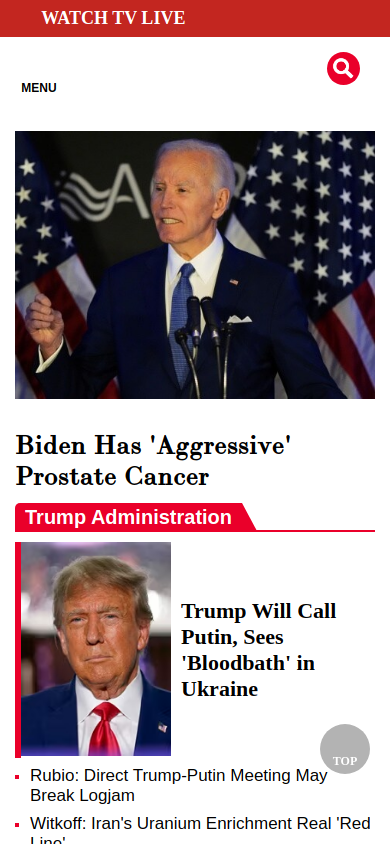 WATCH TV LIVE
MENU
Biden Has 'Aggressive'
Prostate Cancer
Trump Administration
Trump Will Call
Putin, Sees
'Bloodbath' in
Ukraine
TOP
Rubio: Direct Trump-Putin Meeting May
Break Logjam
Witkoff: Iran's Uranium Enrichment Real 'Red
Line'